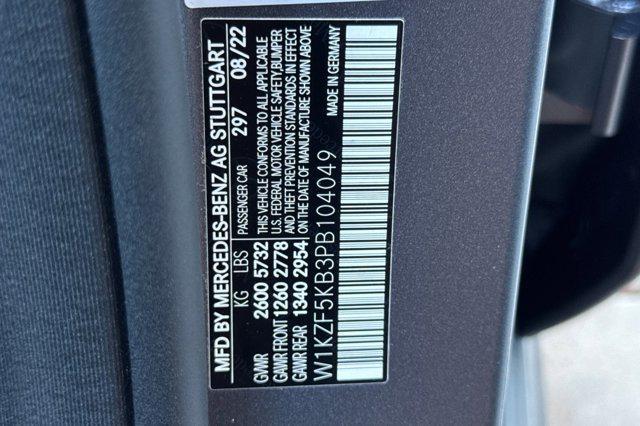 MFD BY MERCEDES-BENZ AG STUTTGART
PASSENGER CAR 297 08/22
KG LBS
GVWR 2600 5732
GAWR FRONT 1260 2778
GAWR REAR 1340 2954
THIS VEHICLE CONFORMS TO ALL APPLICABLE
U.S. FEDERAL MOTOR VEHICLE SAFETY,BUMPER
AND THEFT PREVENTION STANDARDS IN EFFECT
ON THE DATE OF MANUFACTURE SHOWN ABOVE
MADE IN GERMANY
W1KZF5KB3PB104049